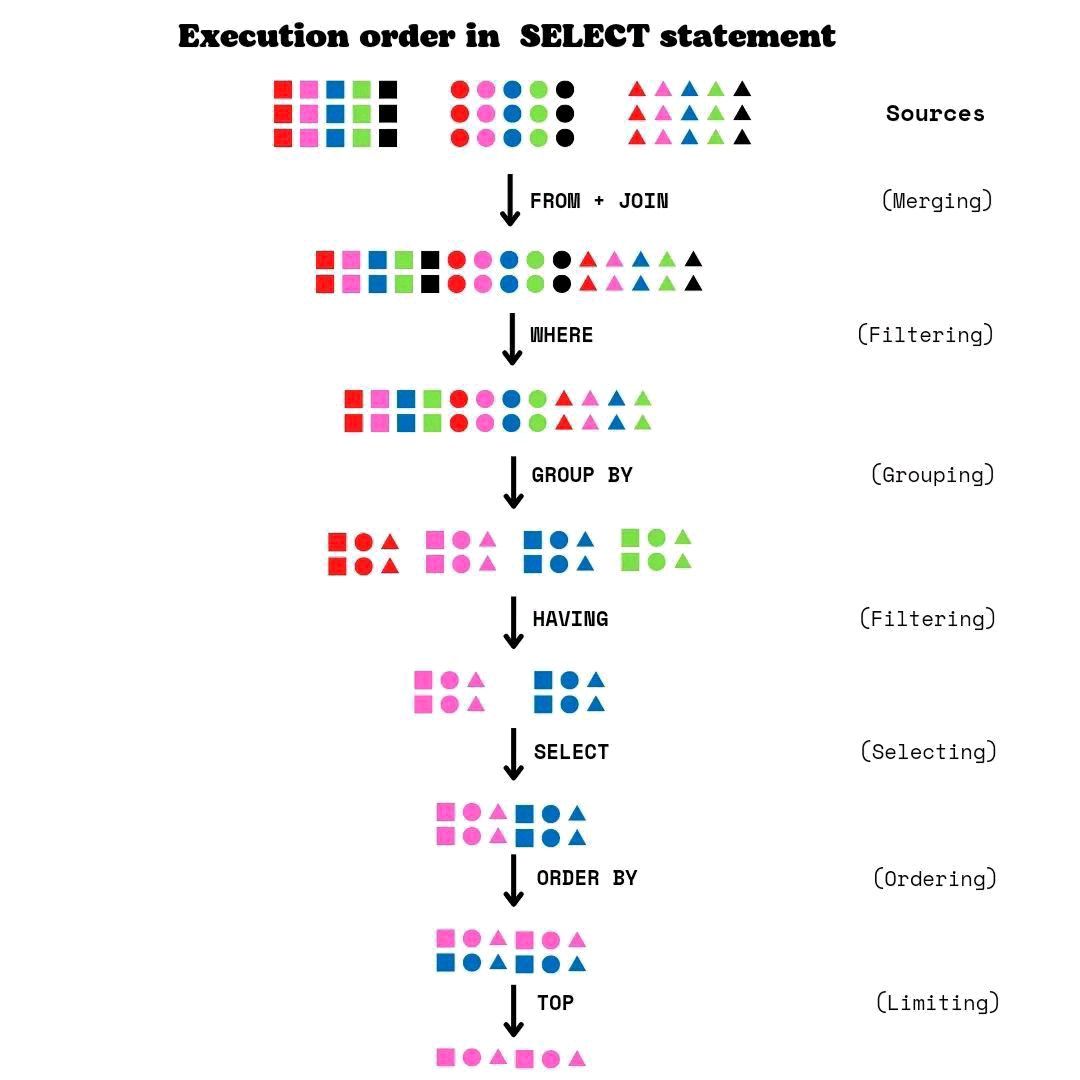 Execution order in SELECT statement
Sources
FROM + JOIN (Merging)
WHERE (Filtering)
GROUP BY (Grouping)
HAVING (Filtering)
SELECT (Selecting)
ORDER BY (Ordering)
TOP (Limiting)